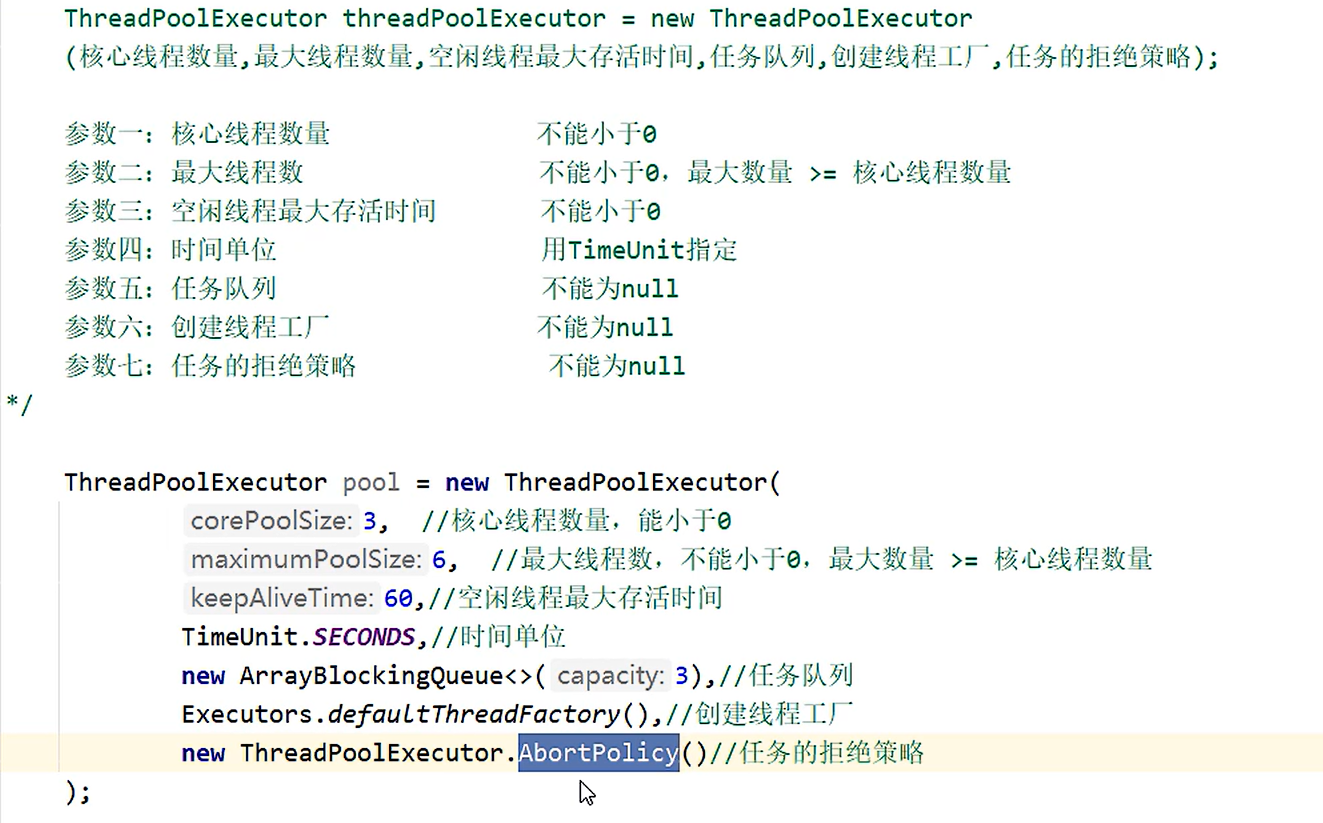 ThreadPoolExecutor threadPoolExecutor = new ThreadPoolExecutor
(核心线程数量,最大线程数量,空闲线程最大存活时间,任务队列,创建线程工厂,任务的拒绝策略);
参数一：核心线程数量 不能小于0
参数二：最大线程数 不能小于0，最大数量 >= 核心线程数量
参数三：空闲线程最大存活时间 不能小于0
参数四：时间单位 用TimeUnit指定
参数五：任务队列 不能为null
参数六：创建线程工厂 不能为null
参数七：任务的拒绝策略 不能为null
*/
ThreadPoolExecutor pool = new ThreadPoolExecutor(
corePoolSize: 3, //核心线程数量，能小于0
maximumPoolSize: 6, //最大线程数，不能小于0，最大数量 >= 核心线程数量
keepAliveTime: 60,//空闲线程最大存活时间
TimeUnit.SECONDS,//时间单位
new ArrayBlockingQueue<>( capacity: 3),//任务队列
Executors.defaultThreadFactory(),//创建线程工厂
new ThreadPoolExecutor.AbortPolicy()//任务的拒绝策略
);